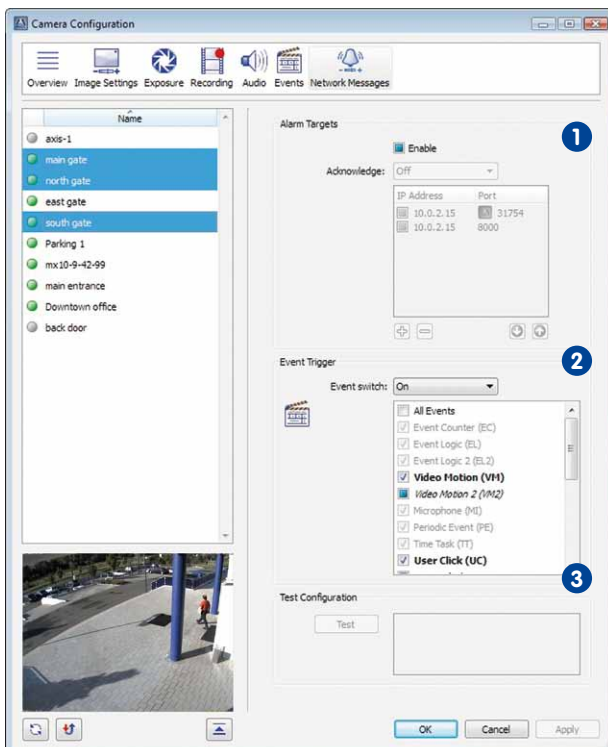 Camera Configuration
Overview Image Settings Exposure Recording Audio Events Network Messages
Name
axis-1
main gate
north gate
east gate
south gate
Parking 1
mx10-9-42-99
main entrance
Downtown office
back door
Alarm Targets
1
Enable
Acknowledge: Off
IP Address Port
10.0.2.15 31754
10.0.2.15 8000
2
Event Trigger
Event switch: On
All Events
Event Counter (EC)
Event Logic (EL)
Event Logic 2 (EL2)
Video Motion (VM)
Video Motion 2 (VM2)
Microphone (MI)
Periodic Event (PE)
Time Task (TT)
User Click (UC)
3
Test Configuration
Test
OK Cancel Apply